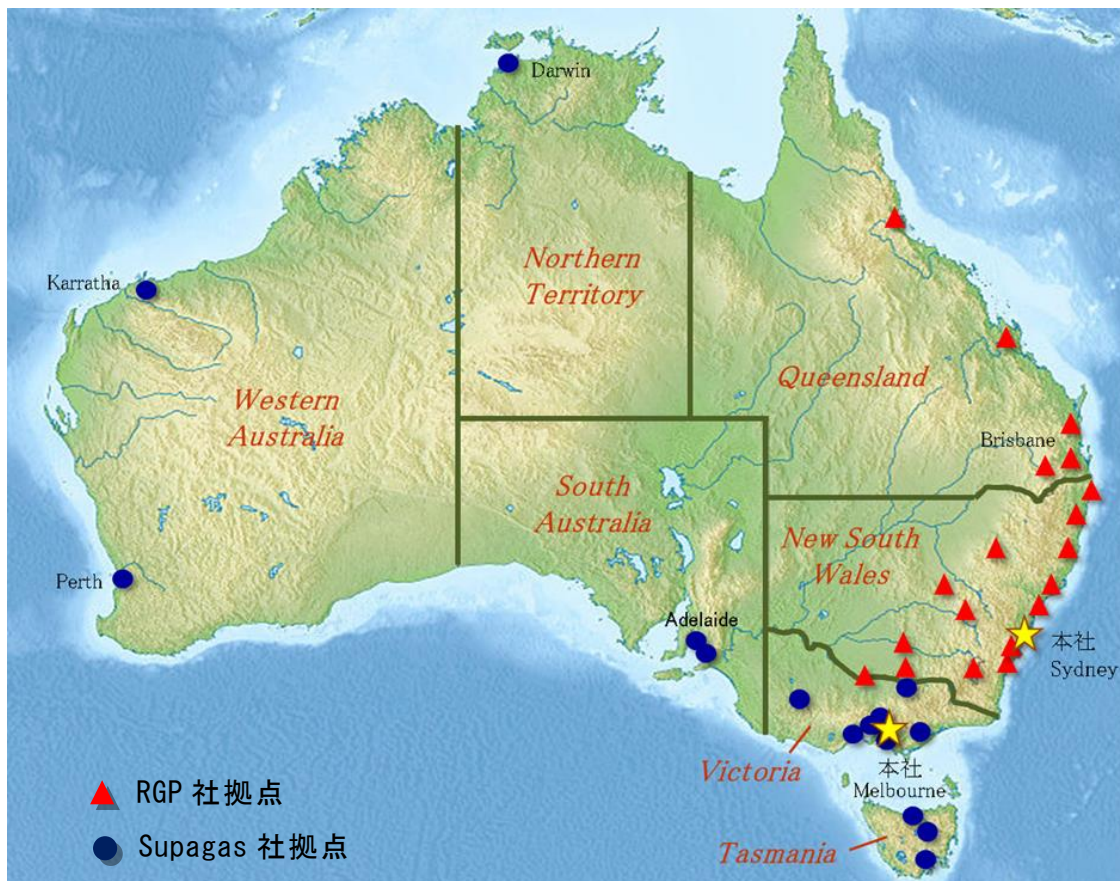 Darwin
Northern
Territory
Karratha
Queensland
Western
Australia
Brisbane
South
Australia
New South
Wales
Perth
Adelaide
本社
Sydney
Victoria
本社
Melbourne
Tasmania
RGP 社拠点
Supagas 社拠点